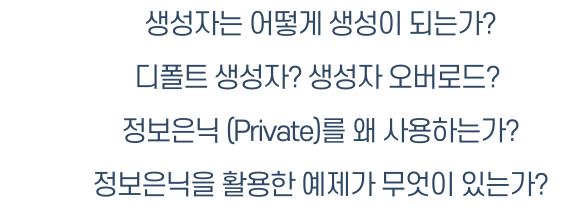 생성자는 어떻게 생성이 되는가?
디폴트 생성자? 생성자 오버로드?
정보은닉 (Private)를 왜 사용하는가?
정보은닉을 활용한 예제가 무엇이 있는가?